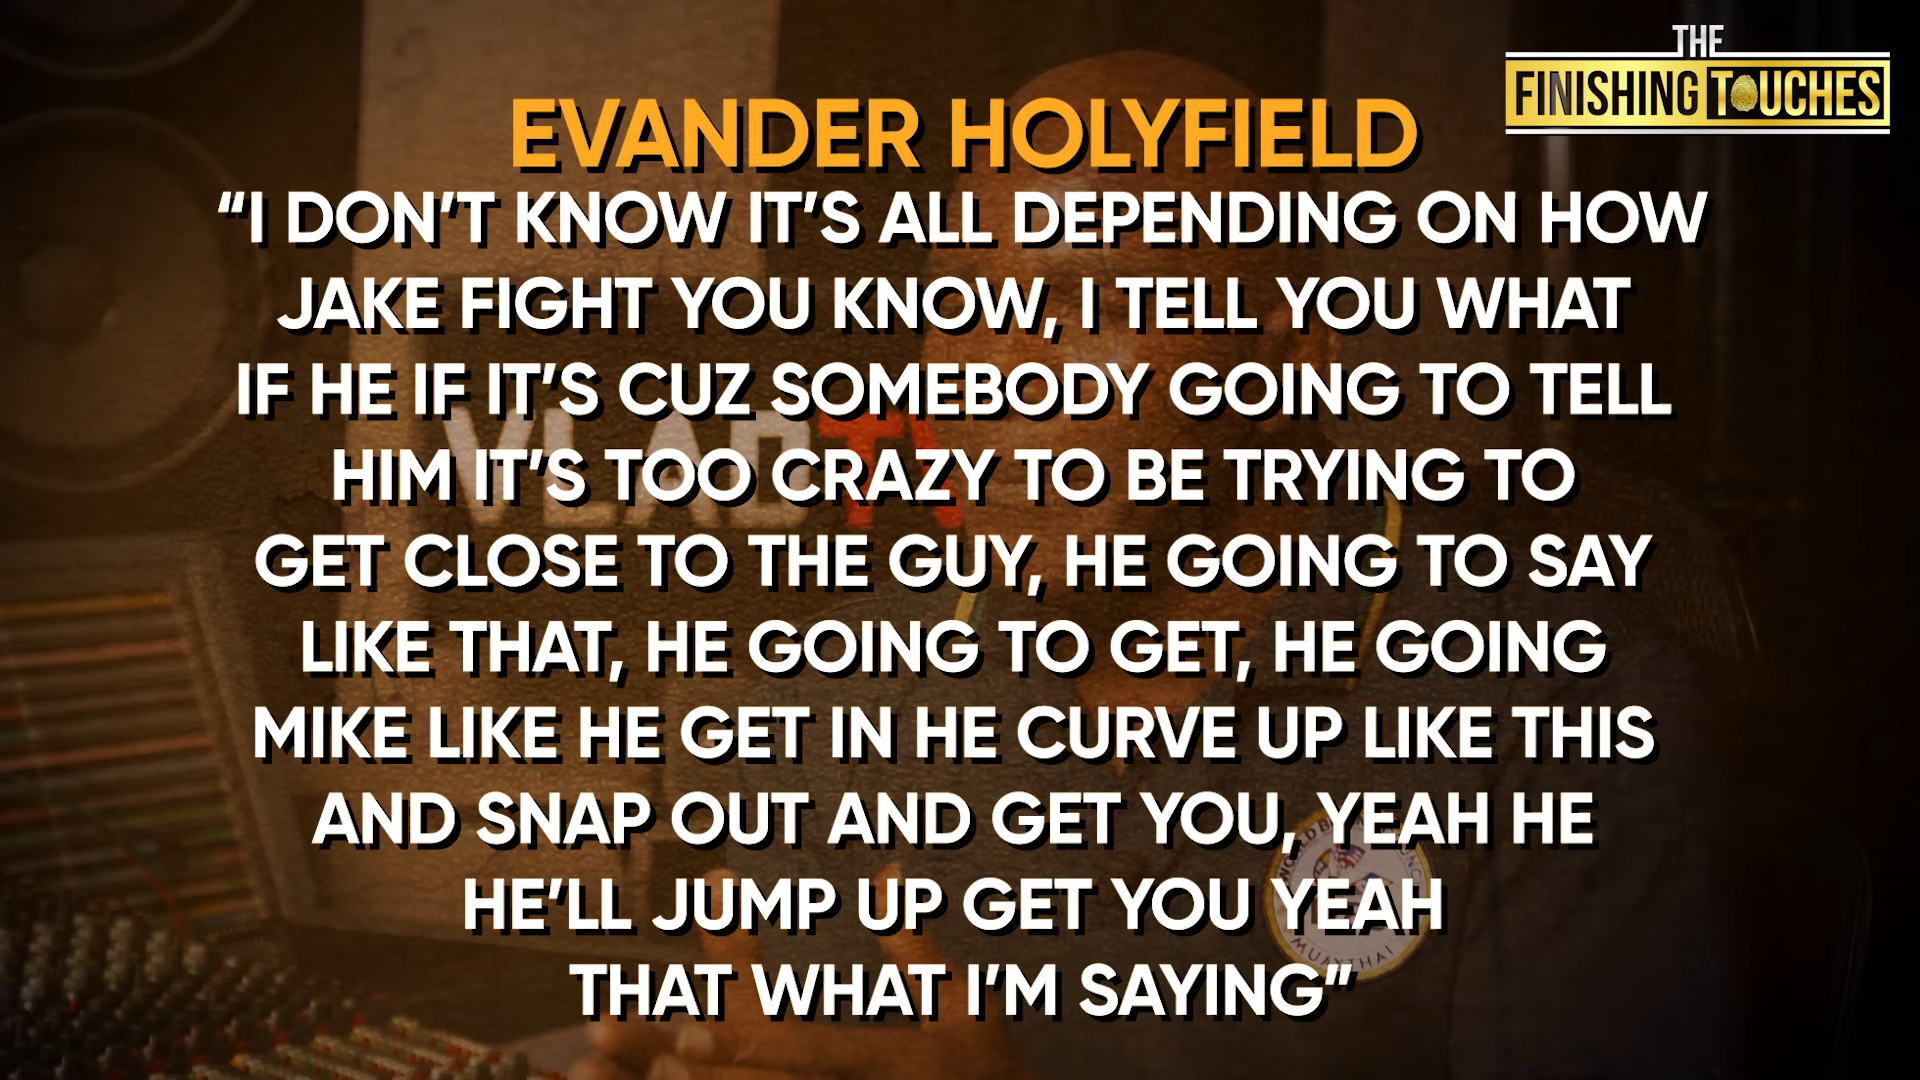 THE
FINISHING TOUCHES
EVANDER HOLYFIELD
“I DON’T KNOW IT’S ALL DEPENDING ON HOW
JAKE FIGHT YOU KNOW, I TELL YOU WHAT
IF HE IF IT’S CUZ SOMEBODY GOING TO TELL
HIM IT’S TOO CRAZY TO BE TRYING TO
GET CLOSE TO THE GUY, HE GOING TO SAY
LIKE THAT, HE GOING TO GET, HE GOING
MIKE LIKE HE GET IN HE CURVE UP LIKE THIS
AND SNAP OUT AND GET YOU, YEAH HE
HE’LL JUMP UP GET YOU YEAH
THAT WHAT I’M SAYING”
VLADTV
MUAYTHAI